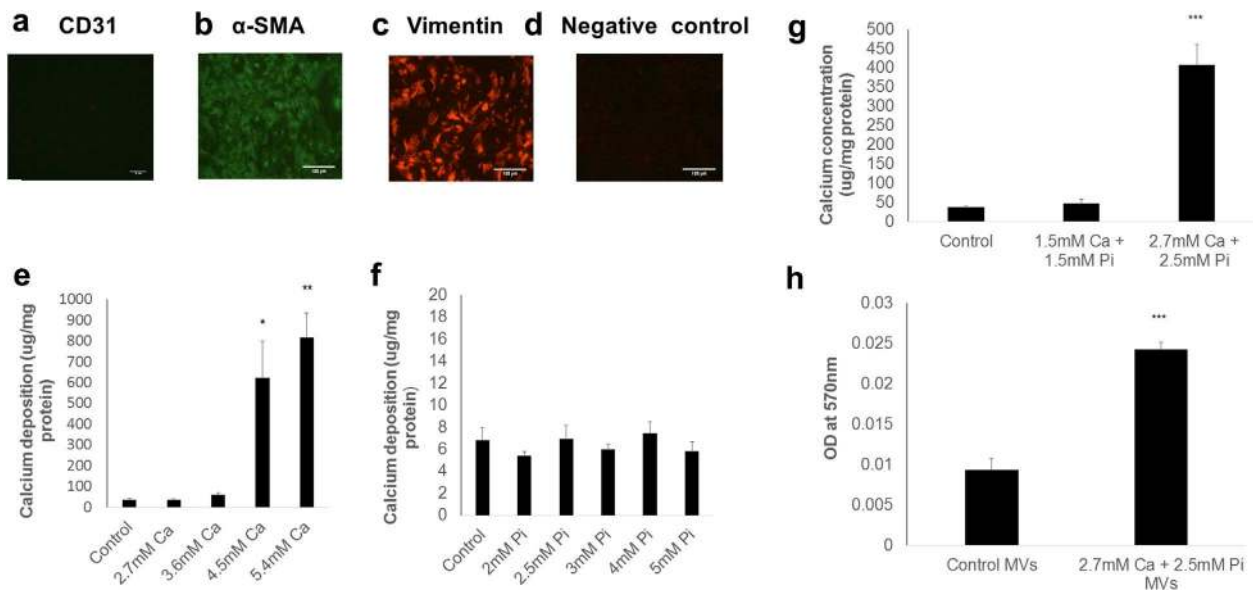 a CD31
b α-SMA
c Vimentin
d Negative control
100 µm
100 µm
100 µm
e
Calcium deposition (ug/mg
protein)
1000
900
800
700
600
500
400
300
200
100
0
*
**
Control
2.7mM Ca
3.6mM Ca
4.5mM Ca
5.4mM Ca
f
Calcium deposition (ug/mg
protein)
20
18
16
14
12
10
8
6
4
2
0
Control
2mM Pi
2.5mM Pi
3mM Pi
4mM Pi
5mM Pi
g
Calcium concentration
(ug/mg protein)
500
450
400
350
300
250
200
150
100
50
0
***
Control
1.5mM Ca +
1.5mM Pi
2.7mM Ca +
2.5mM Pi
h
OD at 570nm
0.03
0.025
0.02
0.015
0.01
0.005
0
***
Control MVs
2.7mM Ca + 2.5mM Pi
MVs